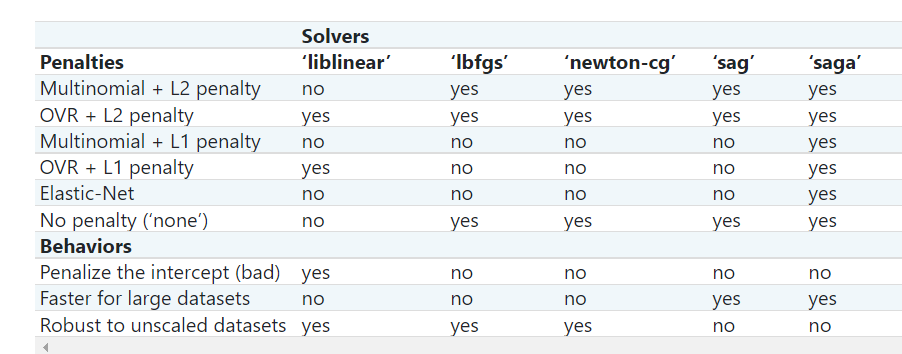 Solvers
Penalties ‘liblinear’ ‘lbfgs’ ‘newton-cg’ ‘sag’ ‘saga’
Multinomial + L2 penalty no yes yes yes yes
OVR + L2 penalty yes yes yes yes yes
Multinomial + L1 penalty no no no no yes
OVR + L1 penalty yes no no no yes
Elastic-Net no no no no yes
No penalty (‘none’) no yes yes yes yes
Behaviors
Penalize the intercept (bad) yes no no no no
Faster for large datasets no no no yes yes
Robust to unscaled datasets yes yes yes no no